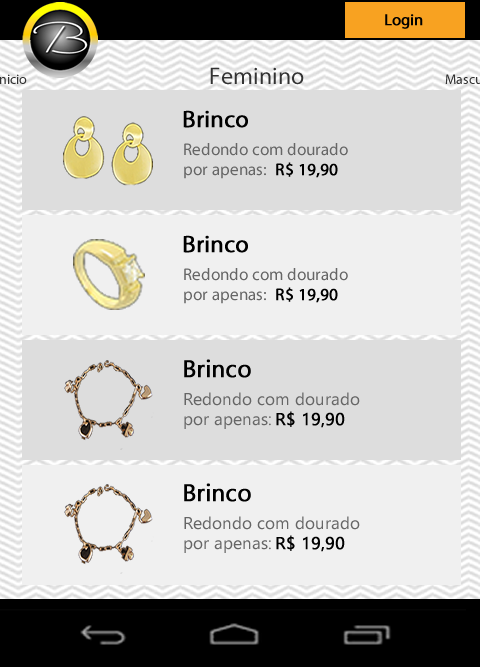 B
Login
nicio
Feminino
Mascu
Brinco
Redondo com dourado
por apenas: R$ 19,90
Brinco
Redondo com dourado
por apenas: R$ 19,90
Brinco
Redondo com dourado
por apenas: R$ 19,90
Brinco
Redondo com dourado
por apenas: R$ 19,90